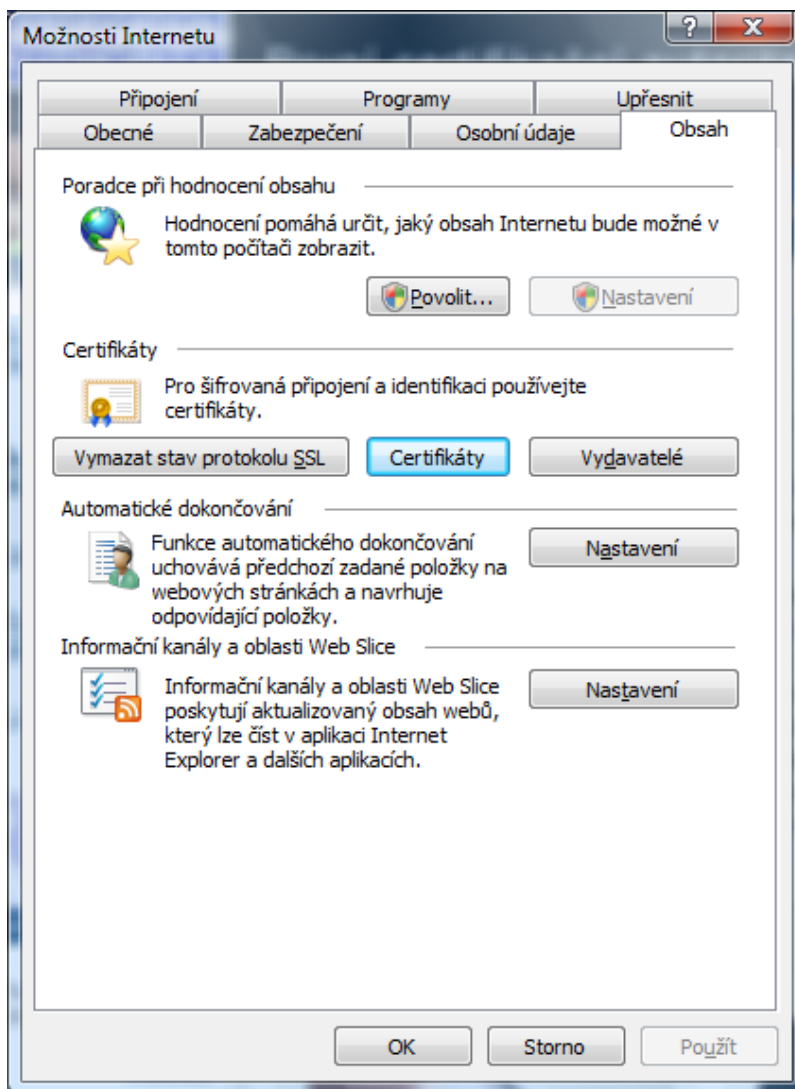 Možnosti Internetu
Připojení
Programy
Upřesnit
Obecné
Zabezpečení
Osobní údaje
Obsah
Poradce při hodnocení obsahu
Hodnocení pomáhá určit, jaký obsah Internetu bude možné v
tomto počítači zobrazit.
Povolit...
Nastavení
Certifikáty
Pro šifrovaná připojení a identifikaci používejte
certifikáty.
Vymazat stav protokolu SSL
Certifikáty
Vydavatelé
Automatické dokončování
Funkce automatického dokončování
uchovává předchozí zadané položky na
webových stránkách a navrhuje
odpovídající položky.
Nastavení
Informační kanály a oblasti Web Slice
Informační kanály a oblasti Web Slice
poskytují aktualizovaný obsah webů,
který lze číst v aplikaci Internet
Explorer a dalších aplikacích.
Nastavení
OK
Storno
Použít